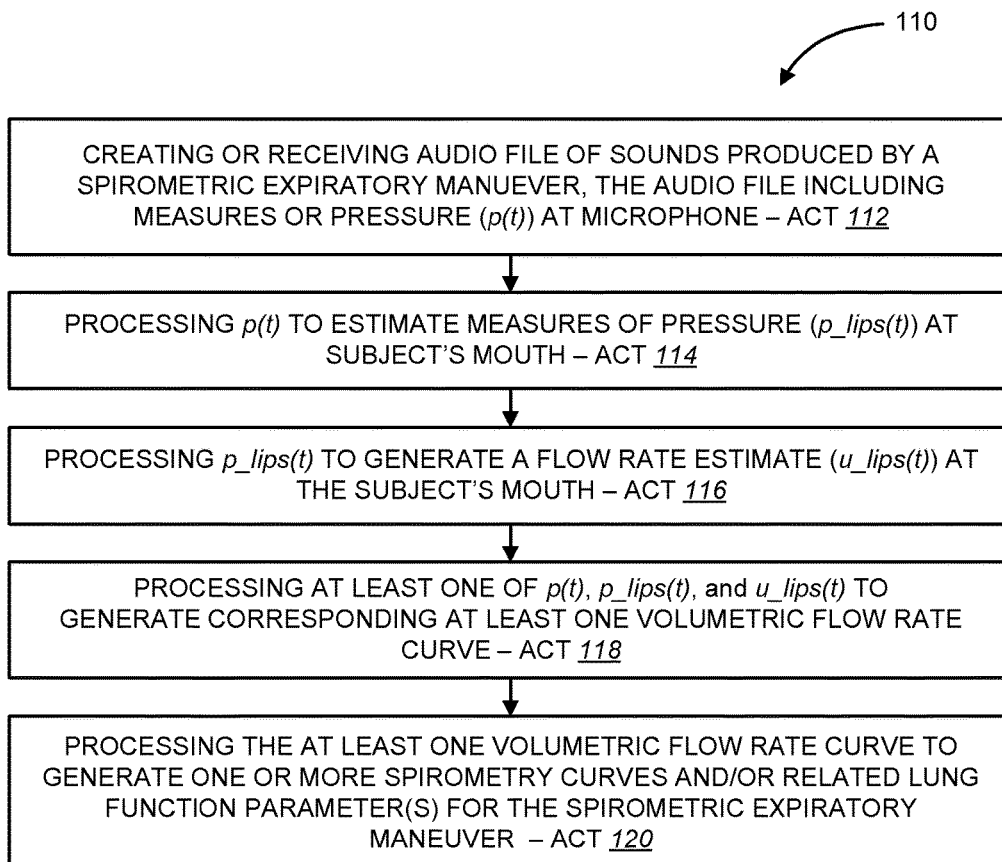 110
CREATING OR RECEIVING AUDIO FILE OF SOUNDS PRODUCED BY A
SPIROMETRIC EXPIRATORY MANUEVER, THE AUDIO FILE INCLUDING
MEASURES OR PRESSURE (p(t)) AT MICROPHONE – ACT 112
PROCESSING p(t) TO ESTIMATE MEASURES OF PRESSURE (p_lips(t)) AT
SUBJECT'S MOUTH – ACT 114
PROCESSING p_lips(t) TO GENERATE A FLOW RATE ESTIMATE (u_lips(t)) AT
THE SUBJECT'S MOUTH – ACT 116
PROCESSING AT LEAST ONE OF p(t), p_lips(t), and u_lips(t) TO
GENERATE CORRESPONDING AT LEAST ONE VOLUMETRIC FLOW RATE
CURVE – ACT 118
PROCESSING THE AT LEAST ONE VOLUMETRIC FLOW RATE CURVE TO
GENERATE ONE OR MORE SPIROMETRY CURVES AND/OR RELATED LUNG
FUNCTION PARAMETER(S) FOR THE SPIROMETRIC EXPIRATORY
MANEUVER – ACT 120